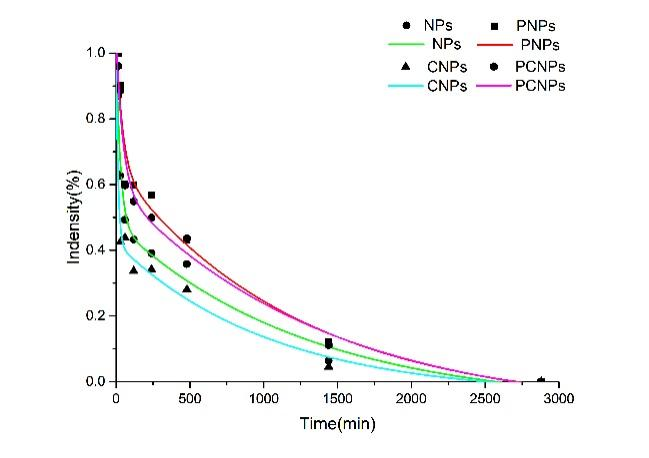 NPs PNPs
NPs PNPs
CNPs PCNPs
CNPs PCNPs
1.0
0.8
0.6
0.4
0.2
0.0
Indensity(%)
0 500 1000 1500 2000 2500 3000
Time(min)